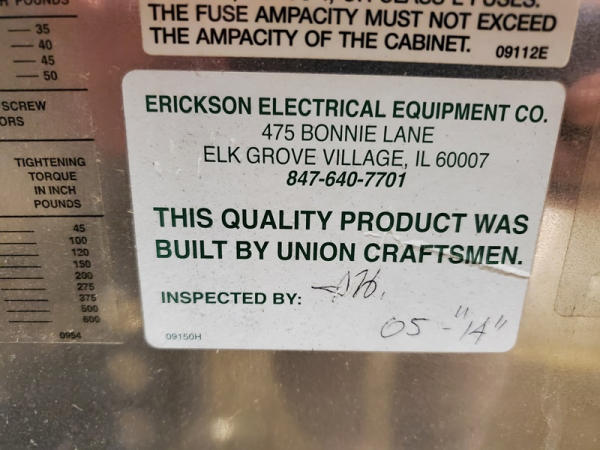 THE FUSE AMPACITY MUST NOT EXCEED
THE AMPACITY OF THE CABINET. 09112E
35
40
45
50
SCREW
TIGHTENING
TORQUE
IN INCH
POUNDS
45
100
120
150
200
275
375
500
600
0954
ERICKSON ELECTRICAL EQUIPMENT CO.
475 BONNIE LANE
ELK GROVE VILLAGE, IL 60007
847-640-7701
THIS QUALITY PRODUCT WAS
BUILT BY UNION CRAFTSMEN.
INSPECTED BY:
05-"14"
09150H